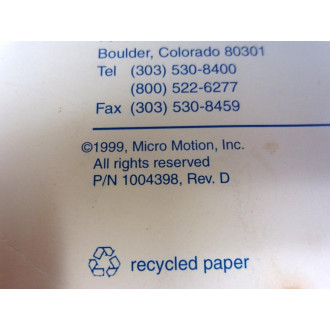 Boulder, Colorado 80301
Tel (303) 530-8400
(800) 522-6277
Fax (303) 530-8459
©1999, Micro Motion, Inc.
All rights reserved
P/N 1004398, Rev. D
recycled paper